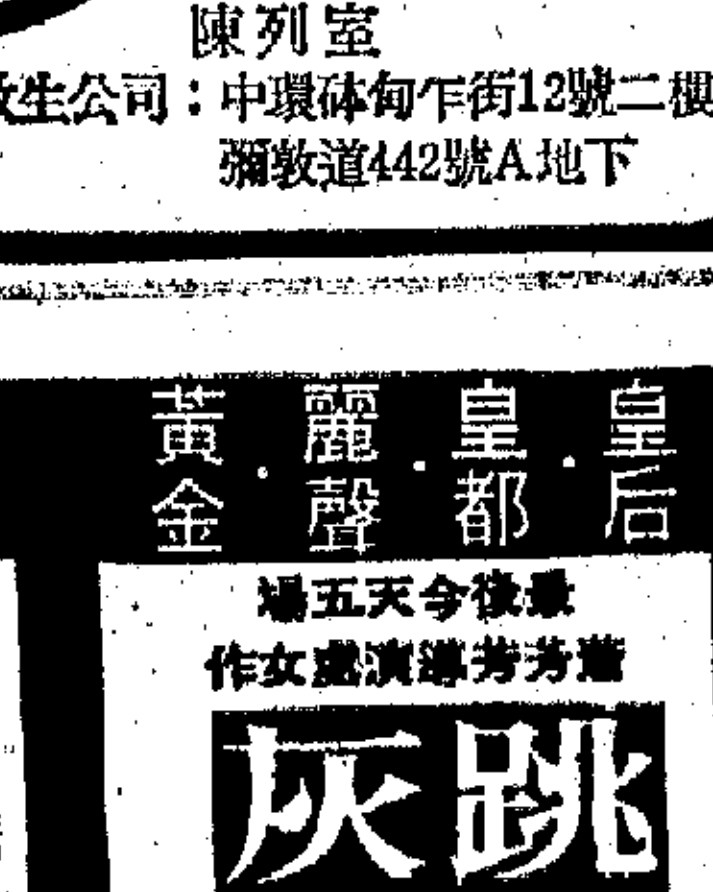 陳列室
生公司：中環砵甸乍街12號二樓
彌敦道442號A地下
皇后・皇都・麗聲・黃金
最後今天五場
蕭芳芳導演處女作
跳灰